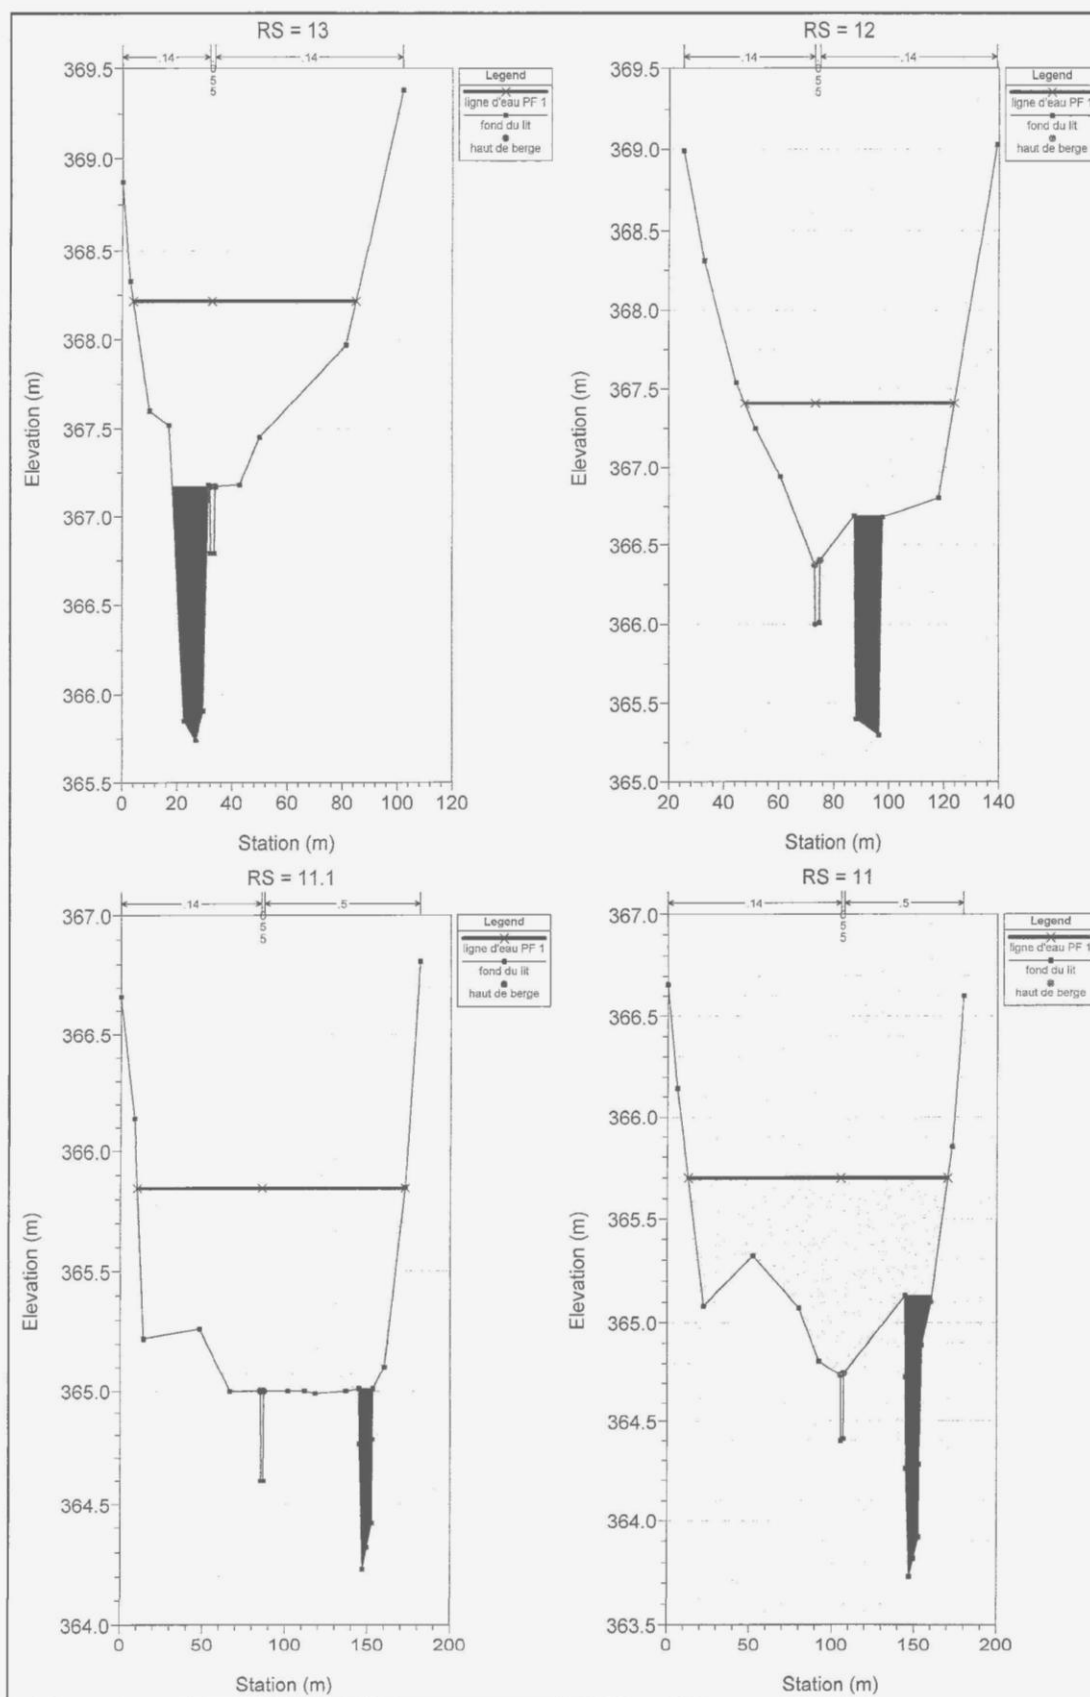 RS = 13
.14
.14
0
5
5
369.5
369.0
368.5
368.0
367.5
367.0
366.5
366.0
365.5
Elevation (m)
0 20 40 60 80 100 120
Station (m)
Legend
ligne d'eau PF 1
fond du lit
haut de berge
RS = 12
.14
.14
0
5
5
369.5
369.0
368.5
368.0
367.5
367.0
366.5
366.0
365.5
365.0
Elevation (m)
20 40 60 80 100 120 140
Station (m)
Legend
ligne d'eau PF 1
fond du lit
haut de berge
RS = 11.1
.14
.5
0
5
5
367.0
366.5
366.0
365.5
365.0
364.5
364.0
Elevation (m)
0 50 100 150 200
Station (m)
Legend
ligne d'eau PF 1
fond du lit
haut de berge
RS = 11
.14
.5
0
5
5
367.0
366.5
366.0
365.5
365.0
364.5
364.0
363.5
Elevation (m)
0 50 100 150 200
Station (m)
Legend
ligne d'eau PF 1
fond du lit
haut de berge